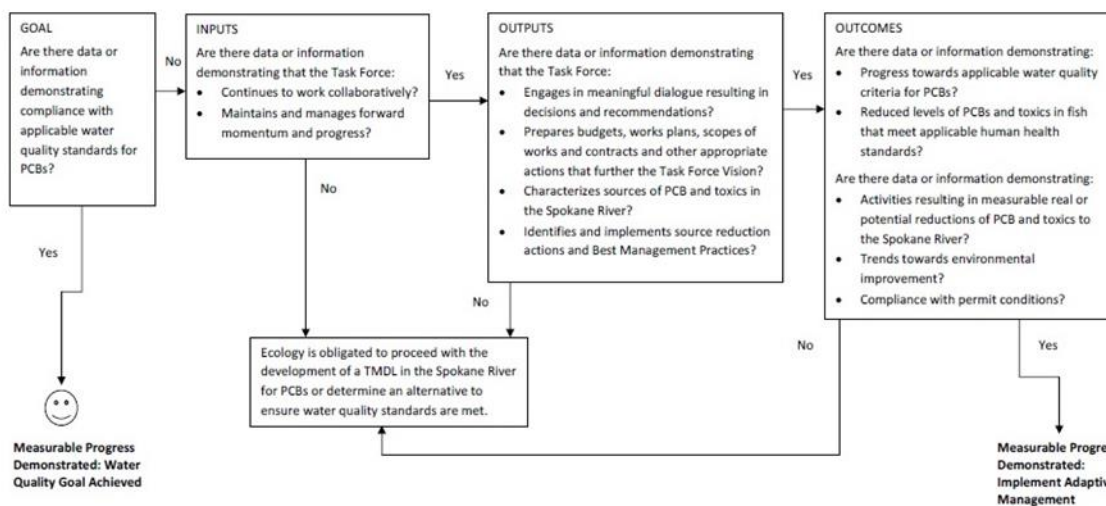 GOAL
Are there data or
information
demonstrating
compliance with
applicable water
quality standards for
PCBs?
No
Yes
Measurable Progress
Demonstrated: Water
Quality Goal Achieved
INPUTS
Are there data or information
demonstrating that the Task Force:
• Continues to work collaboratively?
• Maintains and manages forward
momentum and progress?
Yes
No
OUTPUTS
Are there data or information demonstrating
that the Task Force:
• Engages in meaningful dialogue resulting in
decisions and recommendations?
• Prepares budgets, works plans, scopes of
works and contracts and other appropriate
actions that further the Task Force Vision?
• Characterizes sources of PCB and toxics in
the Spokane River?
• Identifies and implements source reduction
actions and Best Management Practices?
Yes
No
Ecology is obligated to proceed with the
development of a TMDL in the Spokane River
for PCBs or determine an alternative to
ensure water quality standards are met.
OUTCOMES
Are there data or information demonstrating:
• Progress towards applicable water quality
criteria for PCBs?
• Reduced levels of PCBs and toxics in fish
that meet applicable human health
standards?
Are there data or information demonstrating:
• Activities resulting in measurable real or
potential reductions of PCB and toxics to
the Spokane River?
• Trends towards environmental
improvement?
• Compliance with permit conditions?
No
Yes
Measurable Progre
Demonstrated:
Implement Adaptiv
Management